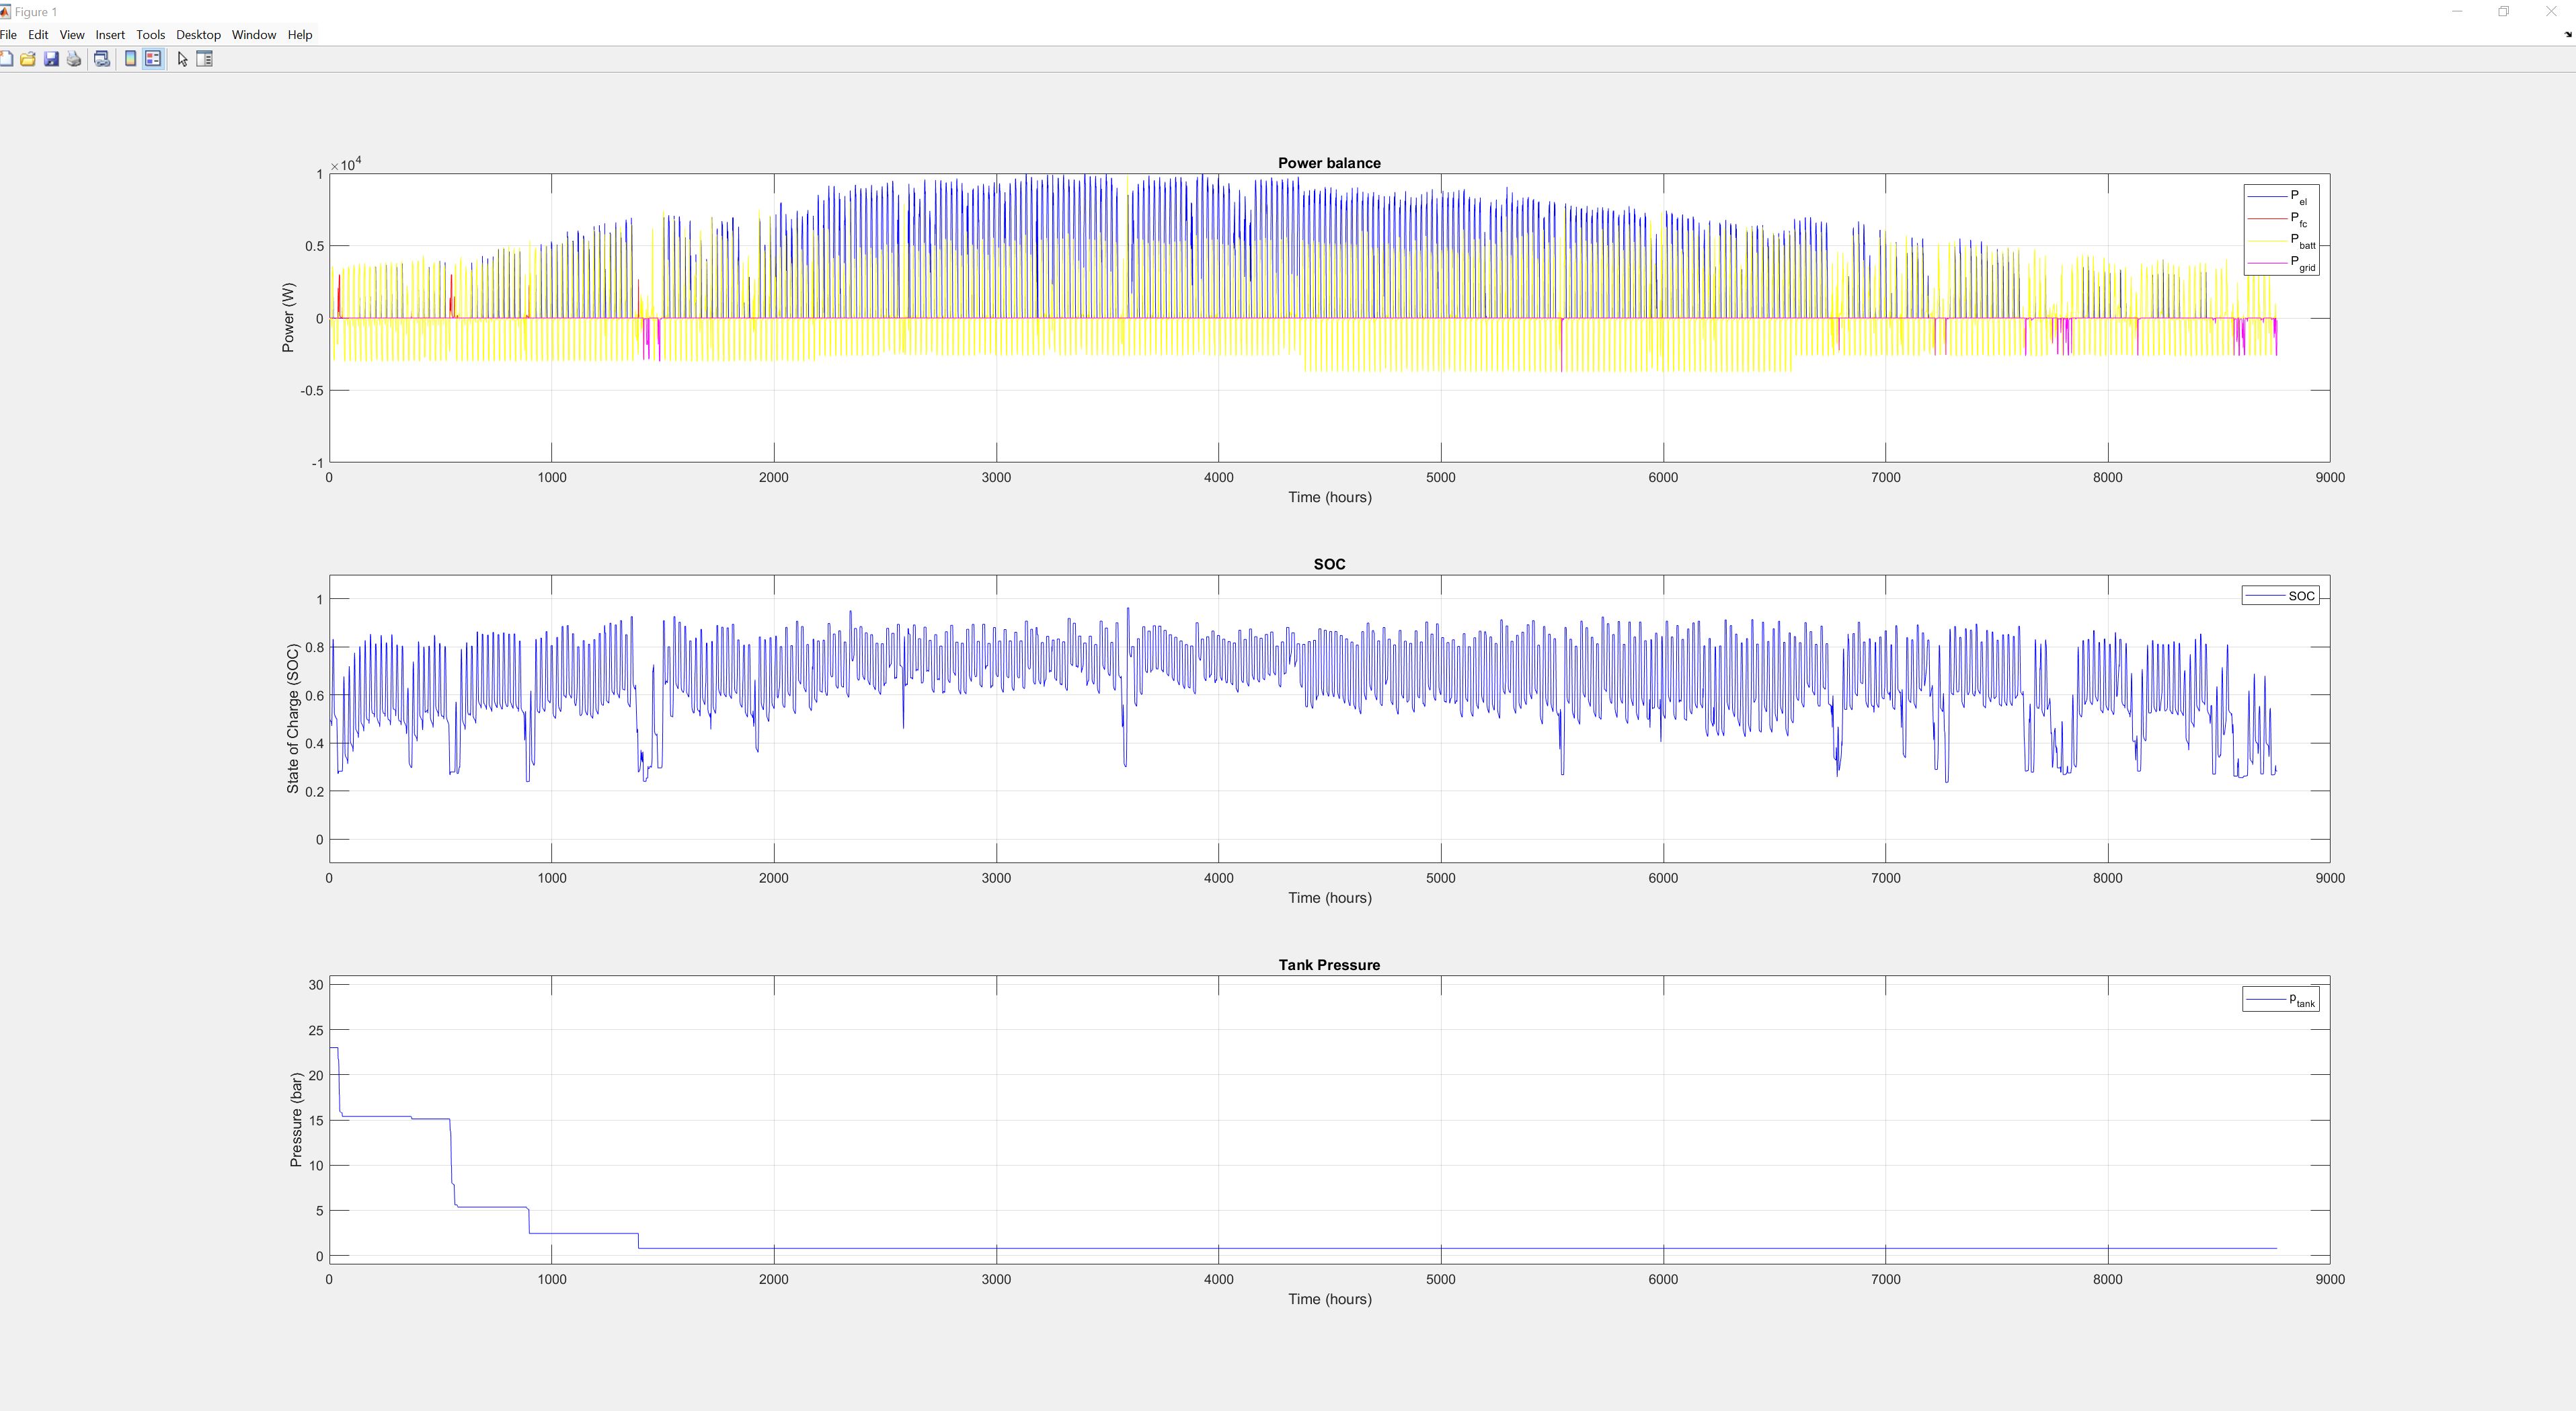 Figure 1
File Edit View Insert Tools Desktop Window Help
Power balance
×10⁴
1
0.5
0
-0.5
-1
Power (W)
0 1000 2000 3000 4000 5000 6000 7000 8000 9000
Time (hours)
P_el
P_fc
P_batt
P_grid
SOC
1
0.8
0.6
0.4
0.2
0
State of Charge (SOC)
0 1000 2000 3000 4000 5000 6000 7000 8000 9000
Time (hours)
SOC
Tank Pressure
30
25
20
15
10
5
0
Pressure (bar)
0 1000 2000 3000 4000 5000 6000 7000 8000 9000
Time (hours)
p_tank